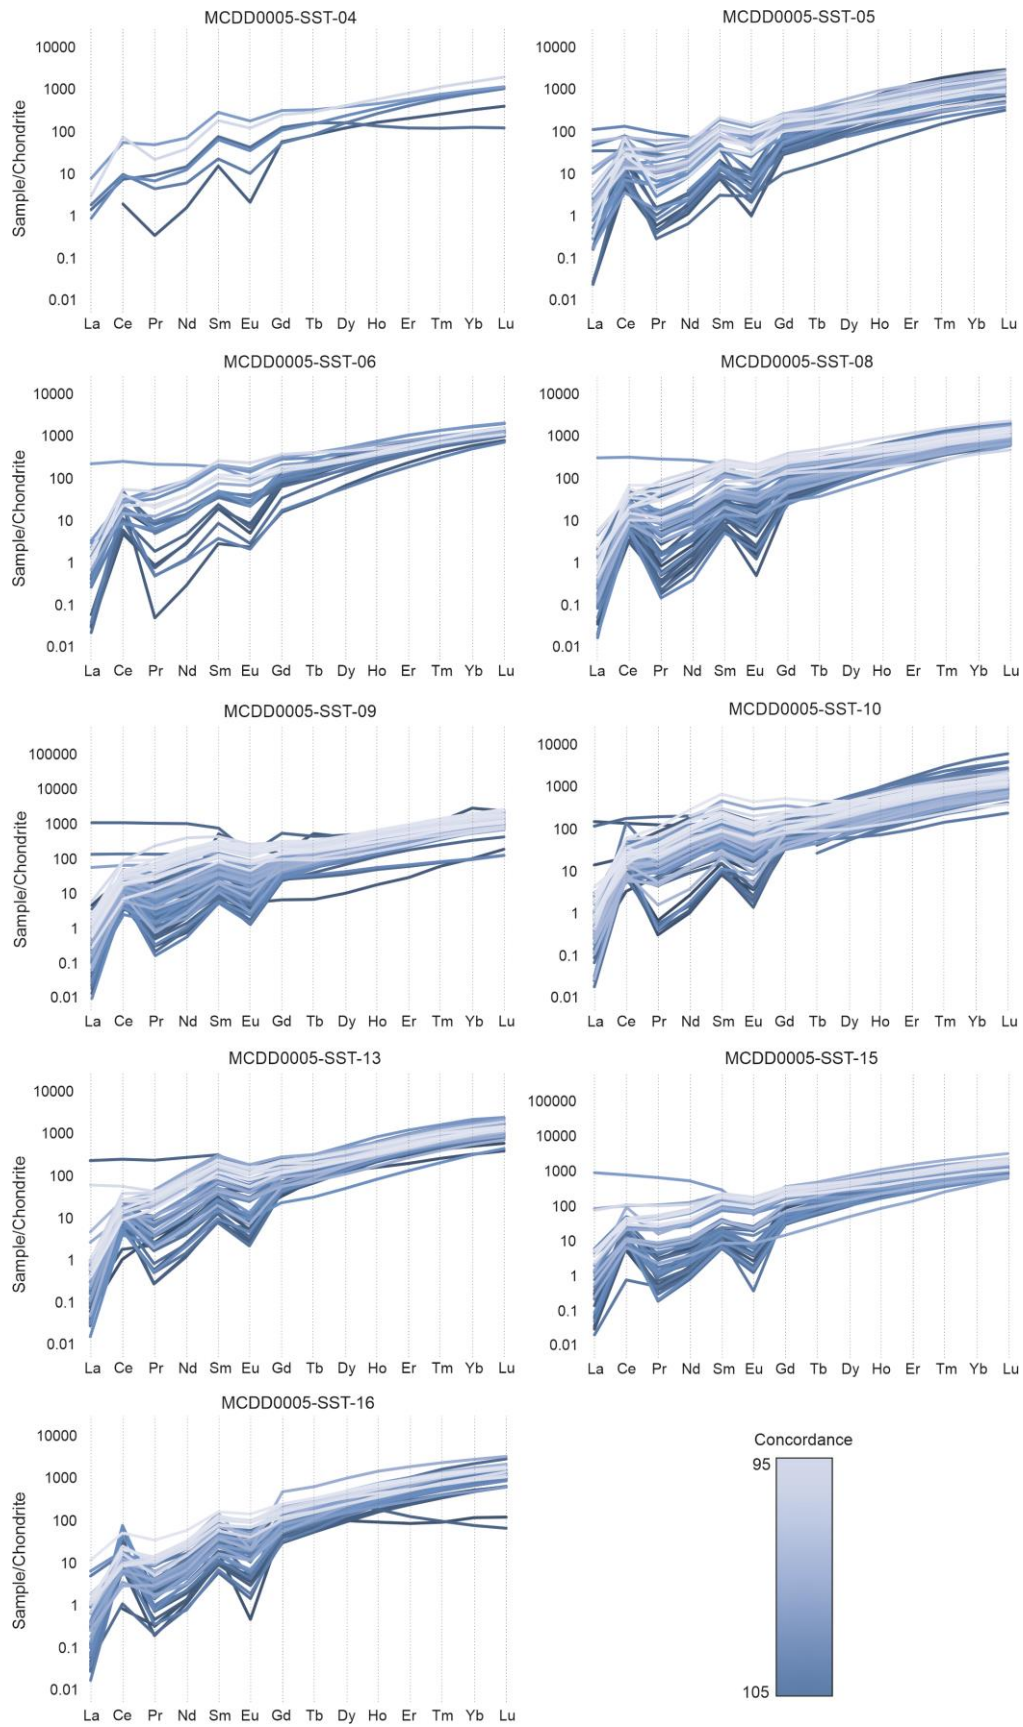 MCDD0005-SST-04
MCDD0005-SST-05
Sample/Chondrite
10000
1000
100
10
1
0.1
0.01
La Ce Pr Nd Sm Eu Gd Tb Dy Ho Er Tm Yb Lu
10000
1000
100
10
1
0.1
0.01
La Ce Pr Nd Sm Eu Gd Tb Dy Ho Er Tm Yb Lu
MCDD0005-SST-06
MCDD0005-SST-08
Sample/Chondrite
10000
1000
100
10
1
0.1
0.01
La Ce Pr Nd Sm Eu Gd Tb Dy Ho Er Tm Yb Lu
10000
1000
100
10
1
0.1
0.01
La Ce Pr Nd Sm Eu Gd Tb Dy Ho Er Tm Yb Lu
MCDD0005-SST-09
MCDD0005-SST-10
Sample/Chondrite
100000
10000
1000
100
10
1
0.1
0.01
La Ce Pr Nd Sm Eu Gd Tb Dy Ho Er Tm Yb Lu
10000
1000
100
10
1
0.1
0.01
La Ce Pr Nd Sm Eu Gd Tb Dy Ho Er Tm Yb Lu
MCDD0005-SST-13
MCDD0005-SST-15
Sample/Chondrite
10000
1000
100
10
1
0.1
0.01
La Ce Pr Nd Sm Eu Gd Tb Dy Ho Er Tm Yb Lu
100000
10000
1000
100
10
1
0.1
0.01
La Ce Pr Nd Sm Eu Gd Tb Dy Ho Er Tm Yb Lu
MCDD0005-SST-16
Sample/Chondrite
10000
1000
100
10
1
0.1
0.01
La Ce Pr Nd Sm Eu Gd Tb Dy Ho Er Tm Yb Lu
Concordance
95
105